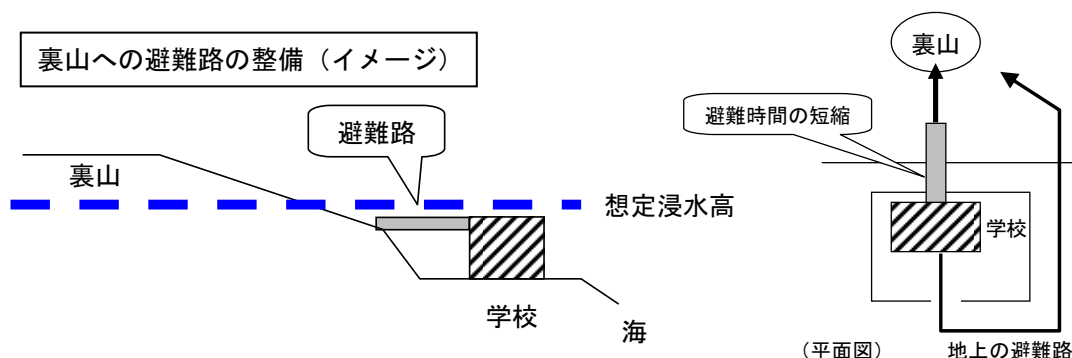 裏山への避難路の整備（イメージ）
避難路
裏山
想定浸水高
学校
海
裏山
避難時間の短縮
学校
（平面図）
地上の避難路